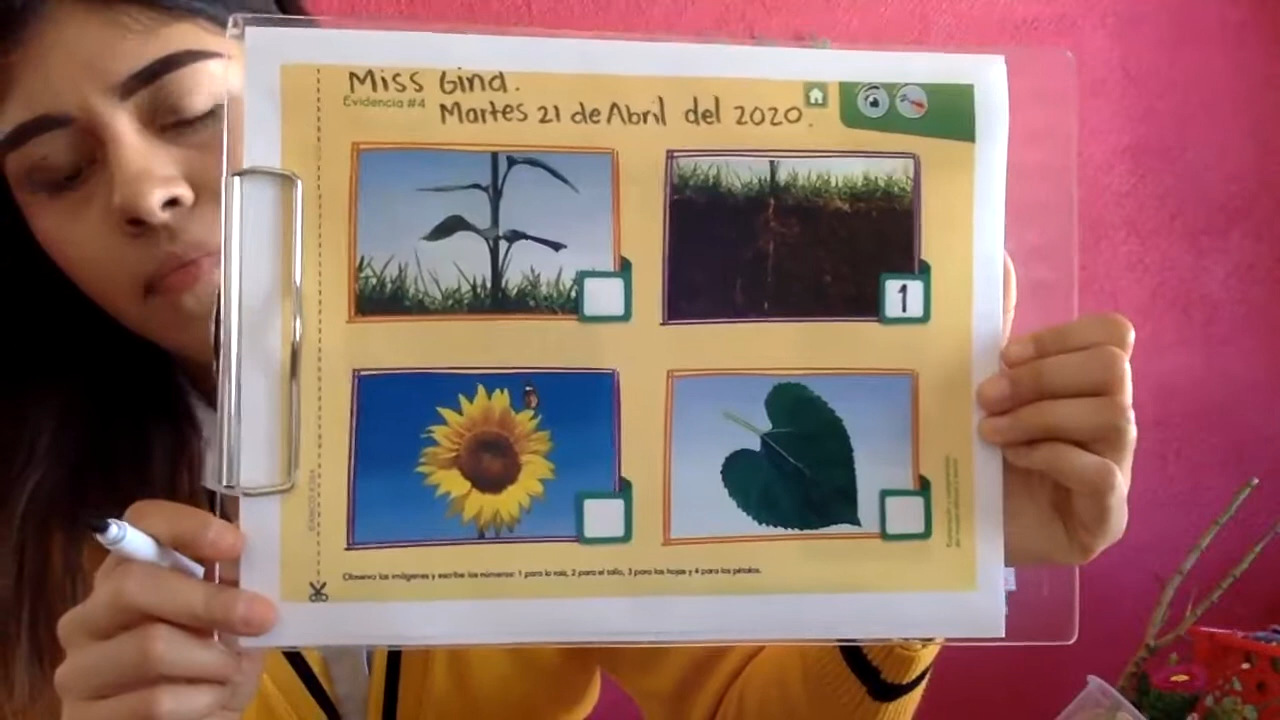 Miss Gina.
Evidencia #4
Martes 21 de Abril del 2020.
1
Observa las imágenes y escribe los números: 1 para la raíz, 2 para el tallo, 3 para las hojas y 4 para los pétalos.